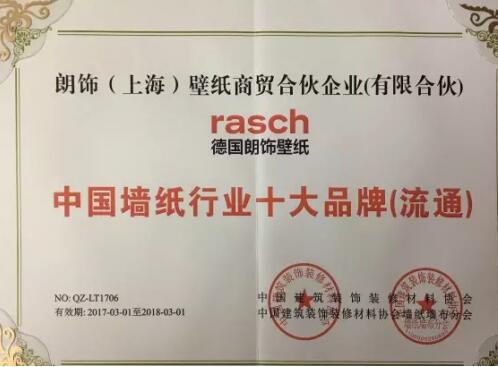 朗饰(上海)壁纸商贸合伙企业(有限合伙)
rasch
德国朗饰壁纸
中国墙纸行业十大品牌(流通)
NO: QZ-LT1706
有效期: 2017-03-01至2018-03-01
中国建筑装饰装修材料协会
中国建筑装饰装修材料协会墙纸墙布分会